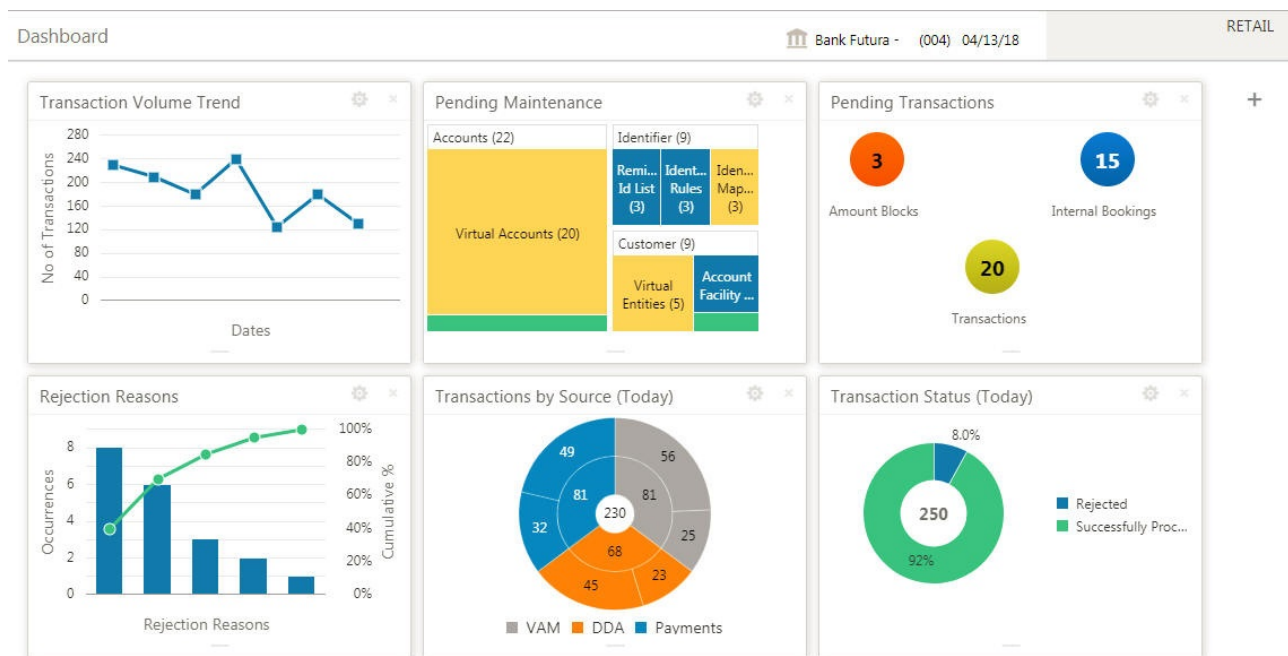 Dashboard
Bank Futura - (004) 04/13/18
RETAIL
Transaction Volume Trend
280
240
200
160
120
80
40
0
No of Transactions
Dates
Pending Maintenance
Accounts (22)
Virtual Accounts (20)
Identifier (9)
Remi...
Id List
(3)
Ident...
Rules
(3)
Iden...
Map...
(3)
Customer (9)
Virtual
Entities (5)
Account
Facility ...
Pending Transactions
3
Amount Blocks
15
Internal Bookings
20
Transactions
+
Rejection Reasons
8
6
4
2
0
Occurrences
100%
80%
60%
40%
20%
0%
Cumulative %
Rejection Reasons
Transactions by Source (Today)
49
56
81
81
230
32
25
68
45
23
VAM DDA Payments
Transaction Status (Today)
8.0%
250
92%
Rejected
Successfully Proc...